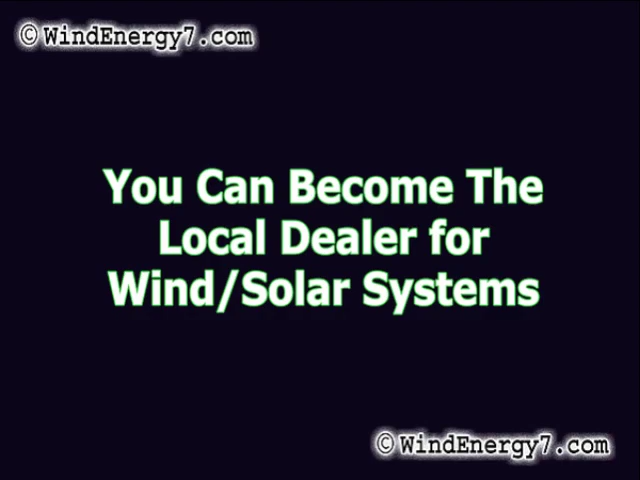 © WindEnergy7.com
You Can Become The
Local Dealer for
Wind/Solar Systems
© WindEnergy7.com